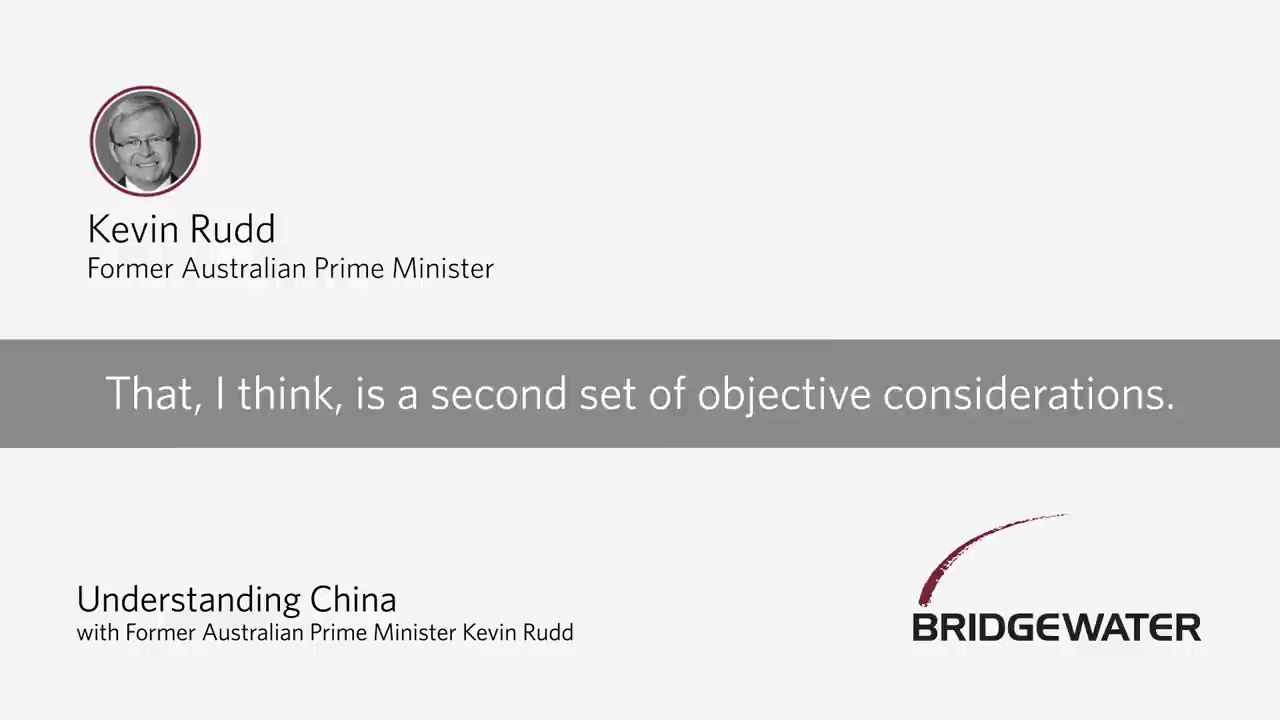 Kevin Rudd
Former Australian Prime Minister
That, I think, is a second set of objective considerations.
Understanding China
with Former Australian Prime Minister Kevin Rudd
BRIDGEWATER